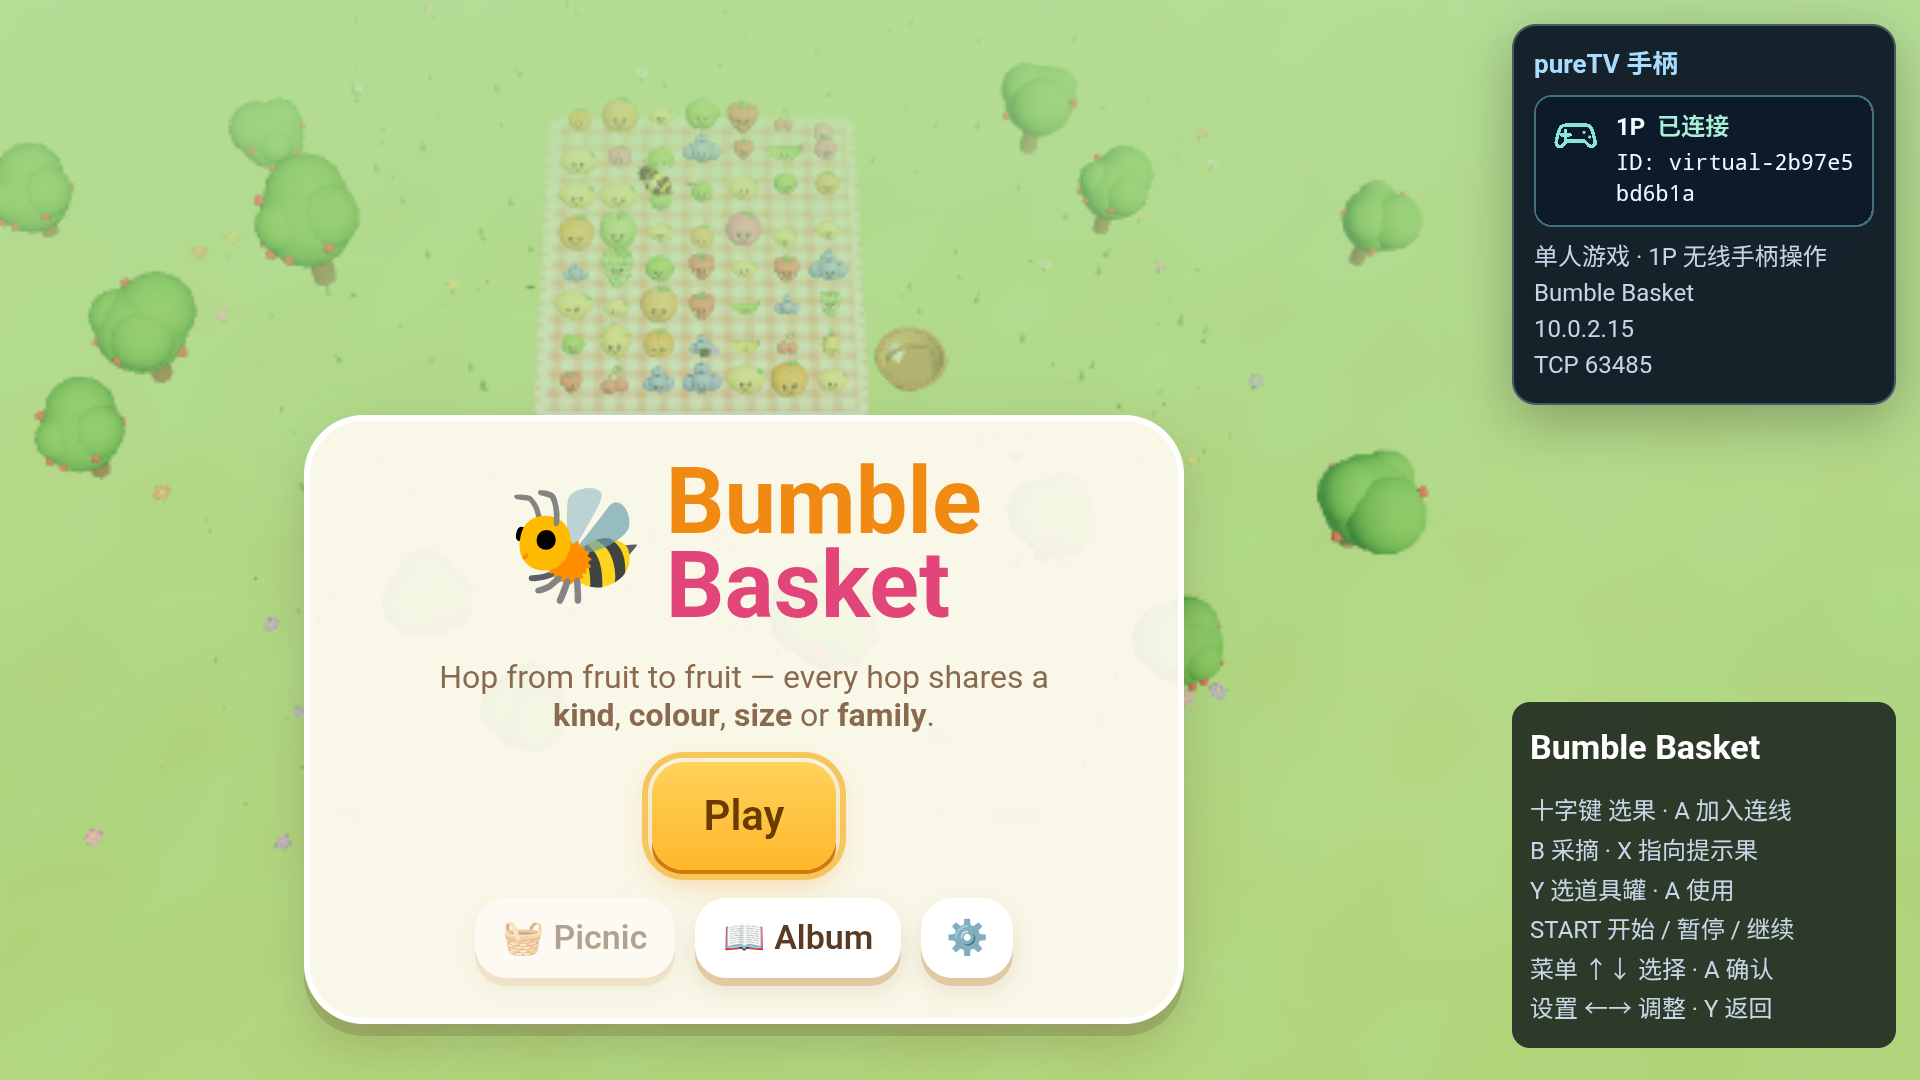 pureTV 手柄
1P 已连接
ID: virtual-2b97e5
bd6b1a
单人游戏 · 1P 无线手柄操作
Bumble Basket
10.0.2.15
TCP 63485
Bumble
Basket
Hop from fruit to fruit — every hop shares a
kind, colour, size or family.
Play
Picnic
Album
Bumble Basket
十字键 选果 · A 加入连线
B 采摘 · X 指向提示果
Y 选道具罐 · A 使用
START 开始 / 暂停 / 继续
菜单 ↑↓ 选择 · A 确认
设置 ←→ 调整 · Y 返回